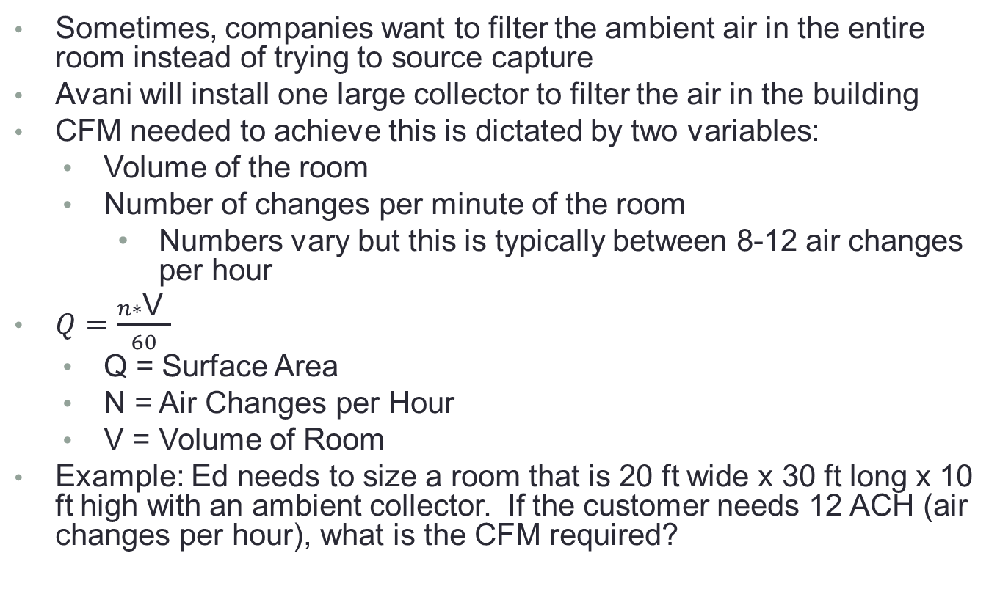 • Sometimes, companies want to filter the ambient air in the entire
room instead of trying to source capture
• Avani will install one large collector to filter the air in the building
• CFM needed to achieve this is dictated by two variables:
• Volume of the room
• Number of changes per minute of the room
• Numbers vary but this is typically between 8-12 air changes
per hour
• Q = n*V / 60
• Q = Surface Area
• N = Air Changes per Hour
• V = Volume of Room
• Example: Ed needs to size a room that is 20 ft wide x 30 ft long x 10
ft high with an ambient collector. If the customer needs 12 ACH (air
changes per hour), what is the CFM required?